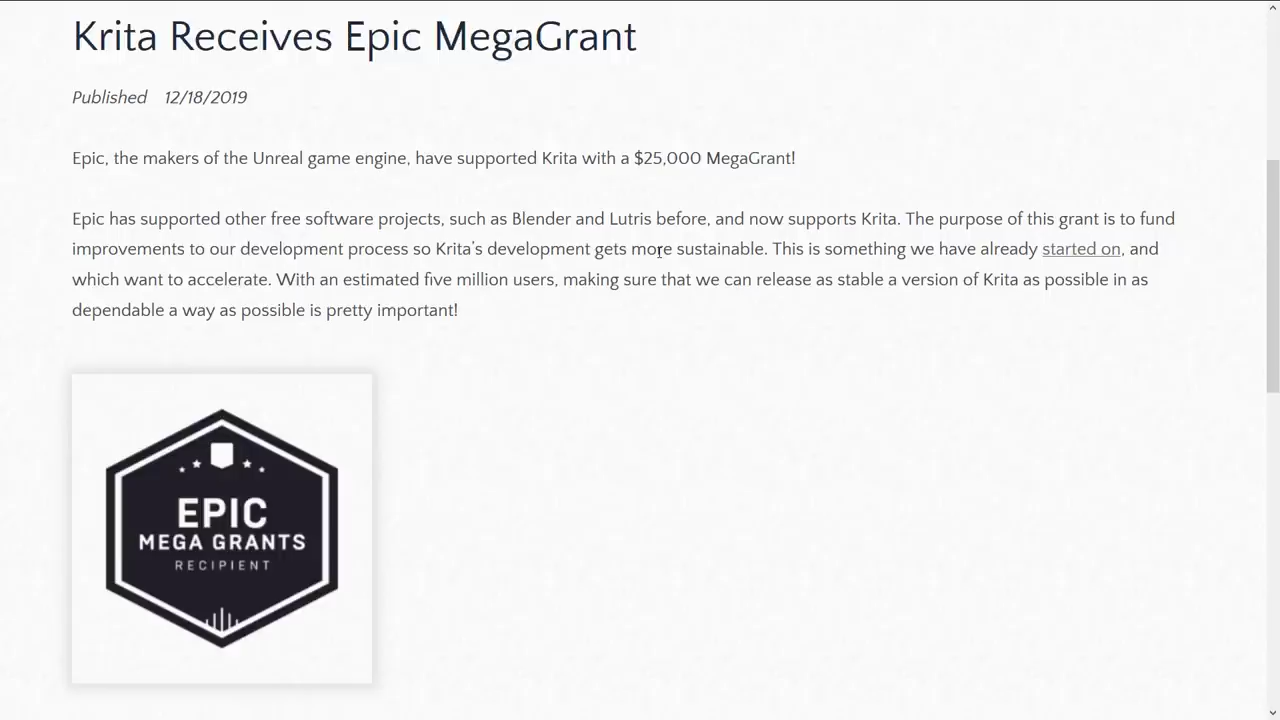 Krita Receives Epic MegaGrant
Published 12/18/2019
Epic, the makers of the Unreal game engine, have supported Krita with a $25,000 MegaGrant!
Epic has supported other free software projects, such as Blender and Lutris before, and now supports Krita. The purpose of this grant is to fund
improvements to our development process so Krita's development gets more sustainable. This is something we have already started on, and
which want to accelerate. With an estimated five million users, making sure that we can release as stable a version of Krita as possible in as
dependable a way as possible is pretty important!
EPIC
MEGA GRANTS
RECIPIENT